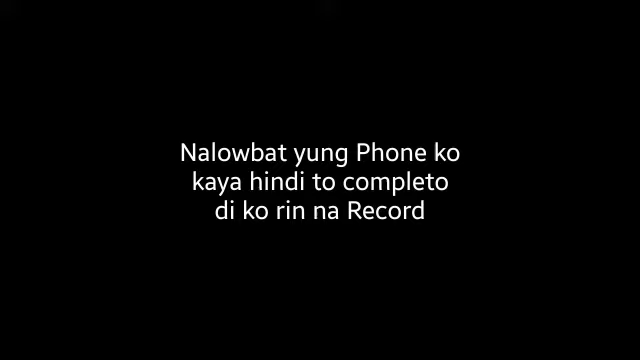 Nalowbat yung Phone ko
kaya hindi to completo
di ko rin na Record